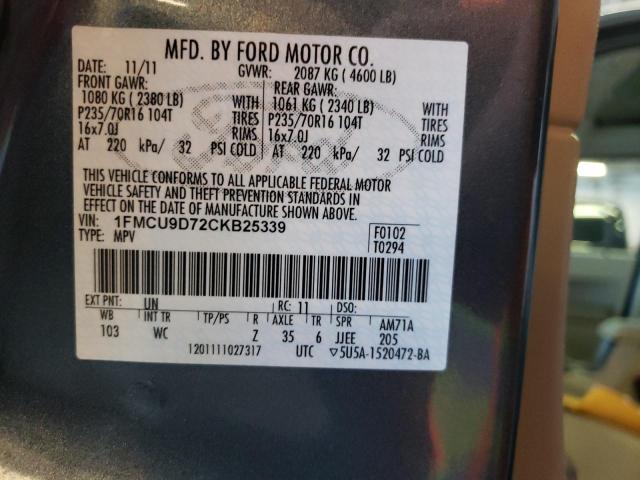 MFD. BY FORD MOTOR CO.
DATE: 11/11 GVWR: 2087 KG (4600 LB)
FRONT GAWR: REAR GAWR:
1080 KG (2380 LB) WITH 1061 KG (2340 LB) WITH
P235/70R16 104T TIRES P235/70R16 104T TIRES
16x7.0J RIMS 16x7.0J RIMS
AT 220 kPa/ 32 PSI COLD AT 220 kPa/ 32 PSI COLD
THIS VEHICLE CONFORMS TO ALL APPLICABLE FEDERAL MOTOR
VEHICLE SAFETY AND THEFT PREVENTION STANDARDS IN
EFFECT ON THE DATE OF MANUFACTURE SHOWN ABOVE.
VIN: 1FMCU9D72CKB25339 F0102
TYPE: MPV T0294
EXT PNT: UN RC: 11 DSO:
WB INT TR TP/PS R AXLE TR SPR AM71A
103 WC Z 35 6 JJEE 205
1201111027317 UTC ▽5U5A-1520472-BA